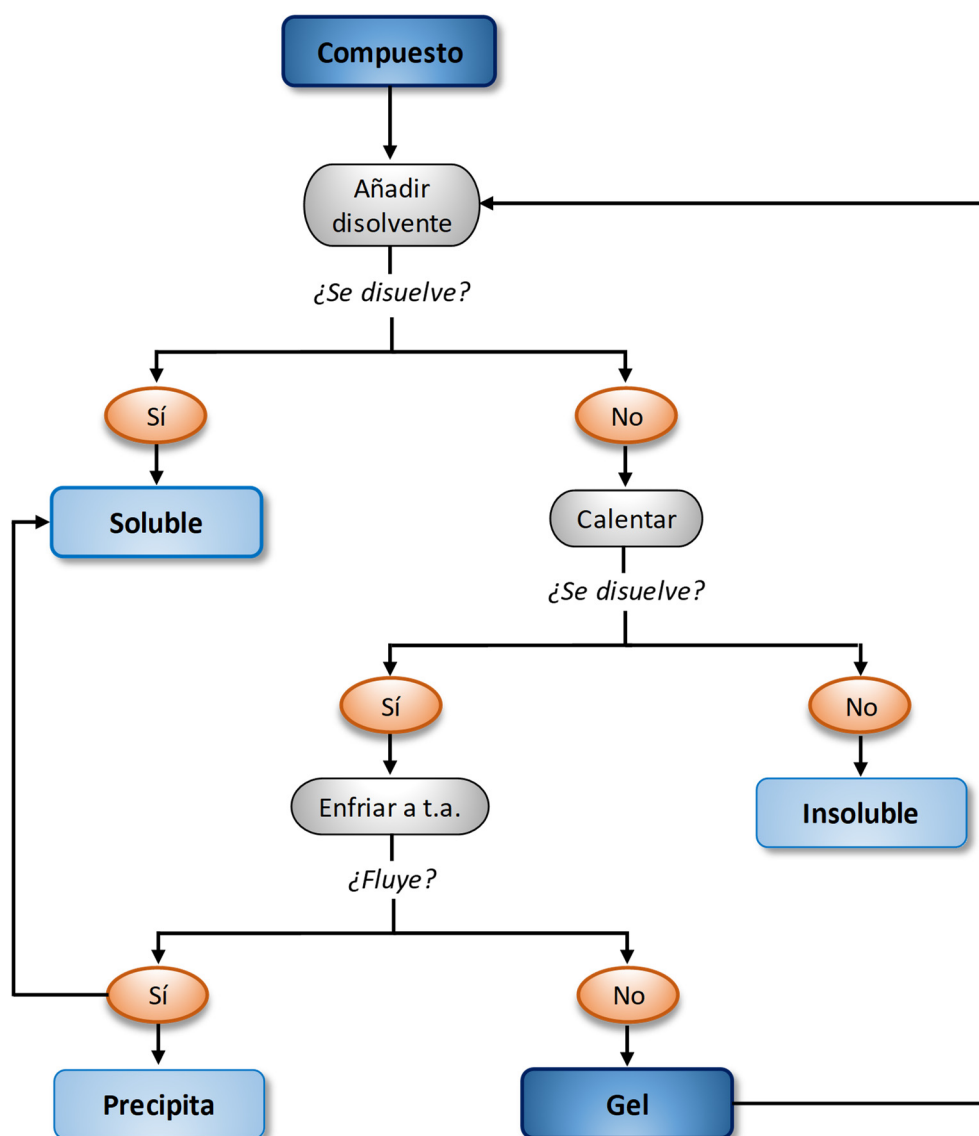 Compuesto
Añadir
disolvente
¿Se disuelve?
Sí
No
Soluble
Calentar
¿Se disuelve?
Sí
No
Enfriar a t.a.
Insoluble
¿Fluye?
Sí
No
Precipita
Gel